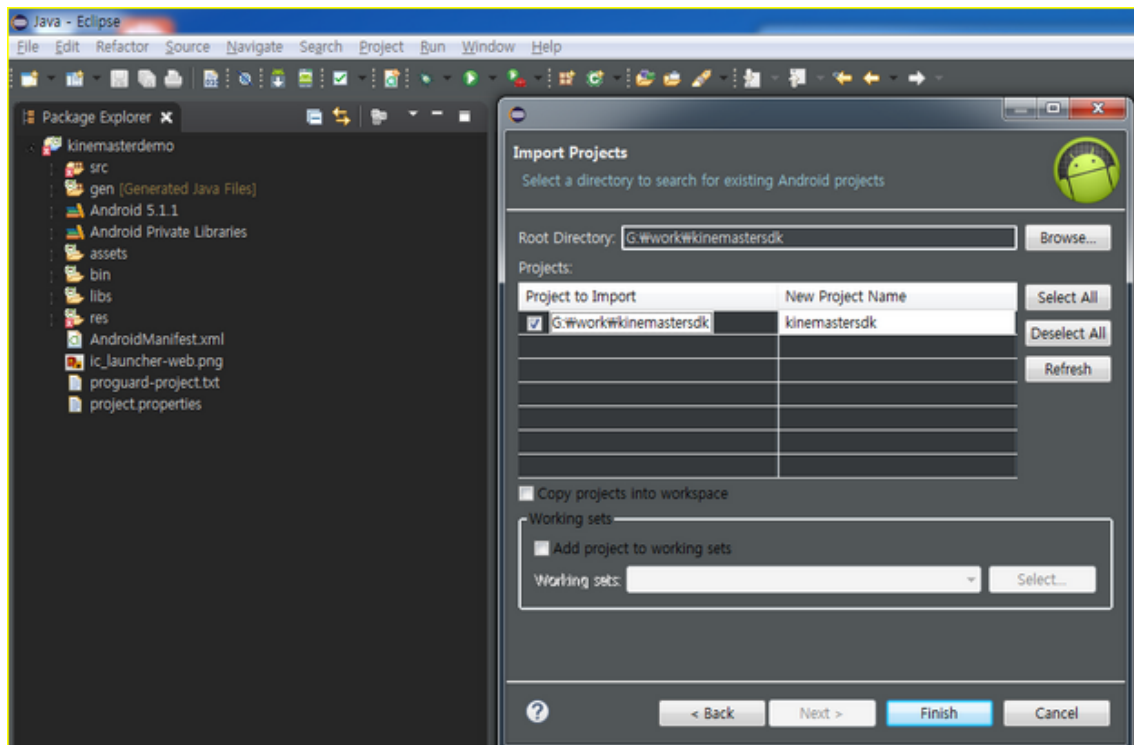 Java - Eclipse
File Edit Refactor Source Navigate Search Project Run Window Help
Package Explorer
kinemasterdemo
src
gen [Generated Java Files]
Android 5.1.1
Android Private Libraries
assets
bin
libs
res
AndroidManifest.xml
ic_launcher-web.png
proguard-project.txt
project.properties
Import Projects
Select a directory to search for existing Android projects
Root Directory: G:₩work₩kinemastersdk Browse...
Projects:
Project to Import New Project Name Select All
G:₩work₩kinemastersdk kinemastersdk
Deselect All
Refresh
Copy projects into workspace
Working sets
Add project to working sets
Working sets: Select...
? < Back Next > Finish Cancel